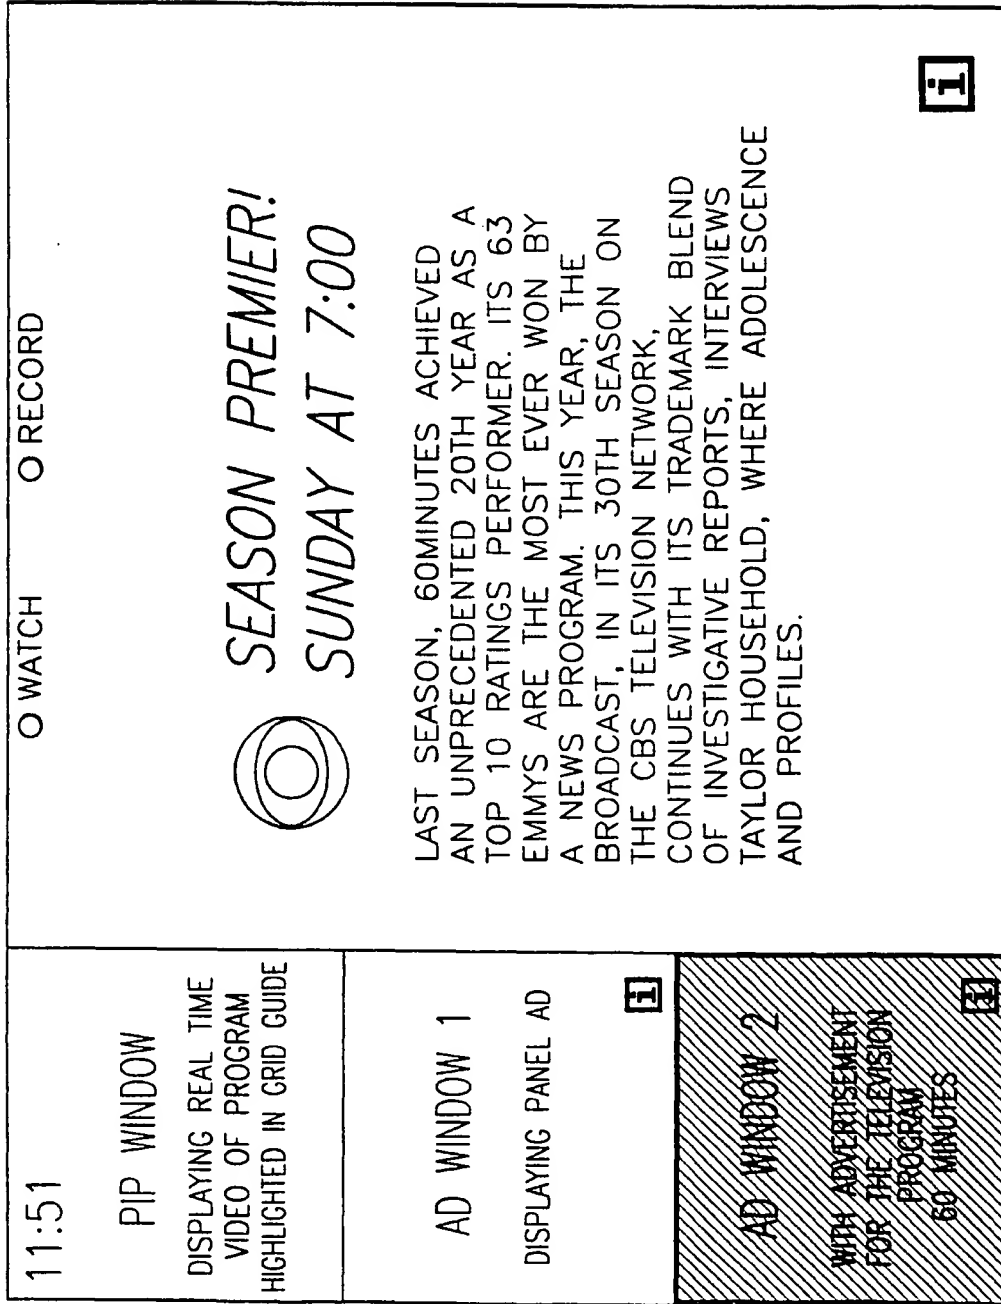 11:51
PIP WINDOW
DISPLAYING REAL TIME
VIDEO OF PROGRAM
HIGHLIGHTED IN GRID GUIDE
AD WINDOW 1
DISPLAYING PANEL AD
i
AD WINDOW 2
WITH ADVERTISEMENT
FOR THE TELEVISION
PROGRAM
60 MINUTES
i
O WATCH O RECORD
SEASON PREMIER!
SUNDAY AT 7:00
LAST SEASON, 60MINUTES ACHIEVED
AN UNPRECEDENTED 20TH YEAR AS A
TOP 10 RATINGS PERFORMER. ITS 63
EMMYS ARE THE MOST EVER WON BY
A NEWS PROGRAM. THIS YEAR, THE
BROADCAST, IN ITS 30TH SEASON ON
THE CBS TELEVISION NETWORK,
CONTINUES WITH ITS TRADEMARK BLEND
OF INVESTIGATIVE REPORTS, INTERVIEWS
TAYLOR HOUSEHOLD, WHERE ADOLESCENCE
AND PROFILES.
i